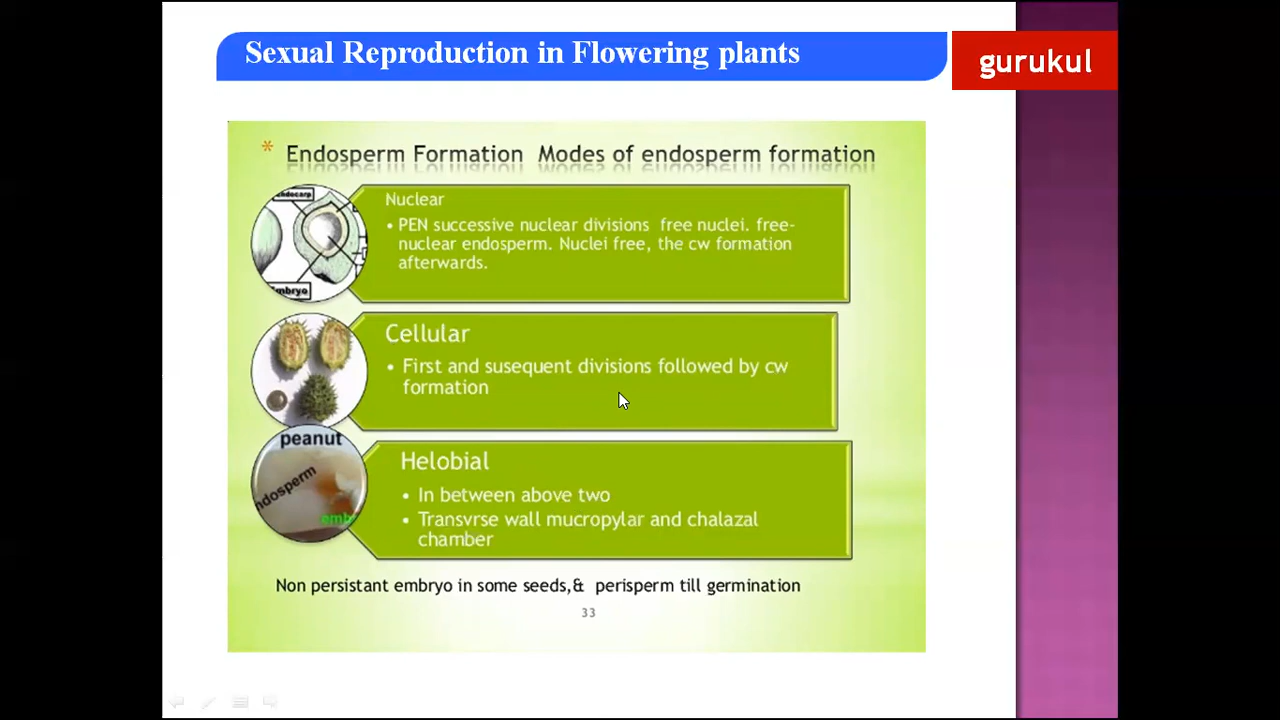 Sexual Reproduction in Flowering plants
gurukul
* Endosperm Formation Modes of endosperm formation
Nuclear
• PEN successive nuclear divisions free nuclei. free-
nuclear endosperm. Nuclei free, the cw formation
afterwards.
Embryo
Cellular
• First and susequent divisions followed by cw
formation
peanut
Helobial
• In between above two
• Transvrse wall mucropylar and chalazal
chamber
Non persistant embryo in some seeds,& perisperm till germination
33